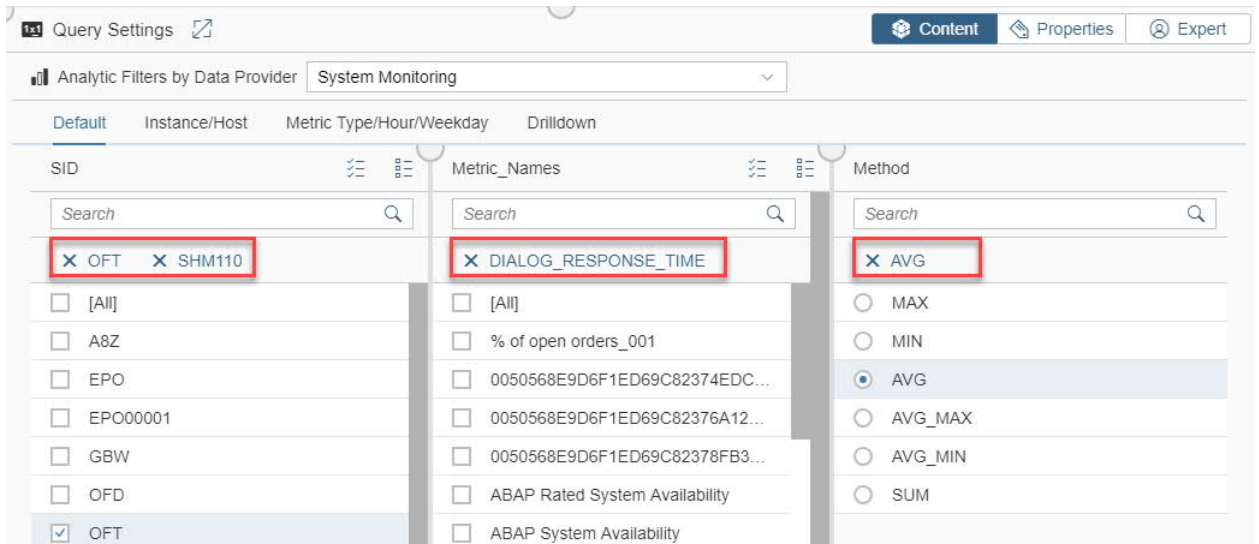 1x1 Query Settings Content Properties Expert
Analytic Filters by Data Provider System Monitoring
Default Instance/Host Metric Type/Hour/Weekday Drilldown
SID Metric_Names Method
Search Search Search
OFT SHM110 DIALOG_RESPONSE_TIME AVG
[All] [All] MAX
A8Z % of open orders_001 MIN
EPO 0050568E9D6F1ED69C82374EDC... AVG
EPO00001 0050568E9D6F1ED69C82376A12... AVG_MAX
GBW 0050568E9D6F1ED69C82378FB3... AVG_MIN
OFD ABAP Rated System Availability SUM
OFT ABAP System Availability